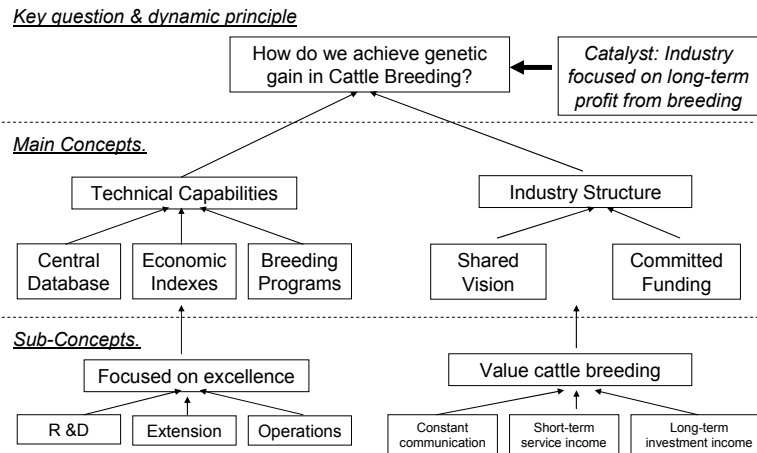 Key question & dynamic principle
How do we achieve genetic
gain in Cattle Breeding?
Catalyst: Industry
focused on long-term
profit from breeding
Main Concepts.
Technical Capabilities
Industry Structure
Central
Database
Economic
Indexes
Breeding
Programs
Shared
Vision
Committed
Funding
Sub-Concepts.
Focused on excellence
Value cattle breeding
R &D
Extension
Operations
Constant
communication
Short-term
service income
Long-term
investment income